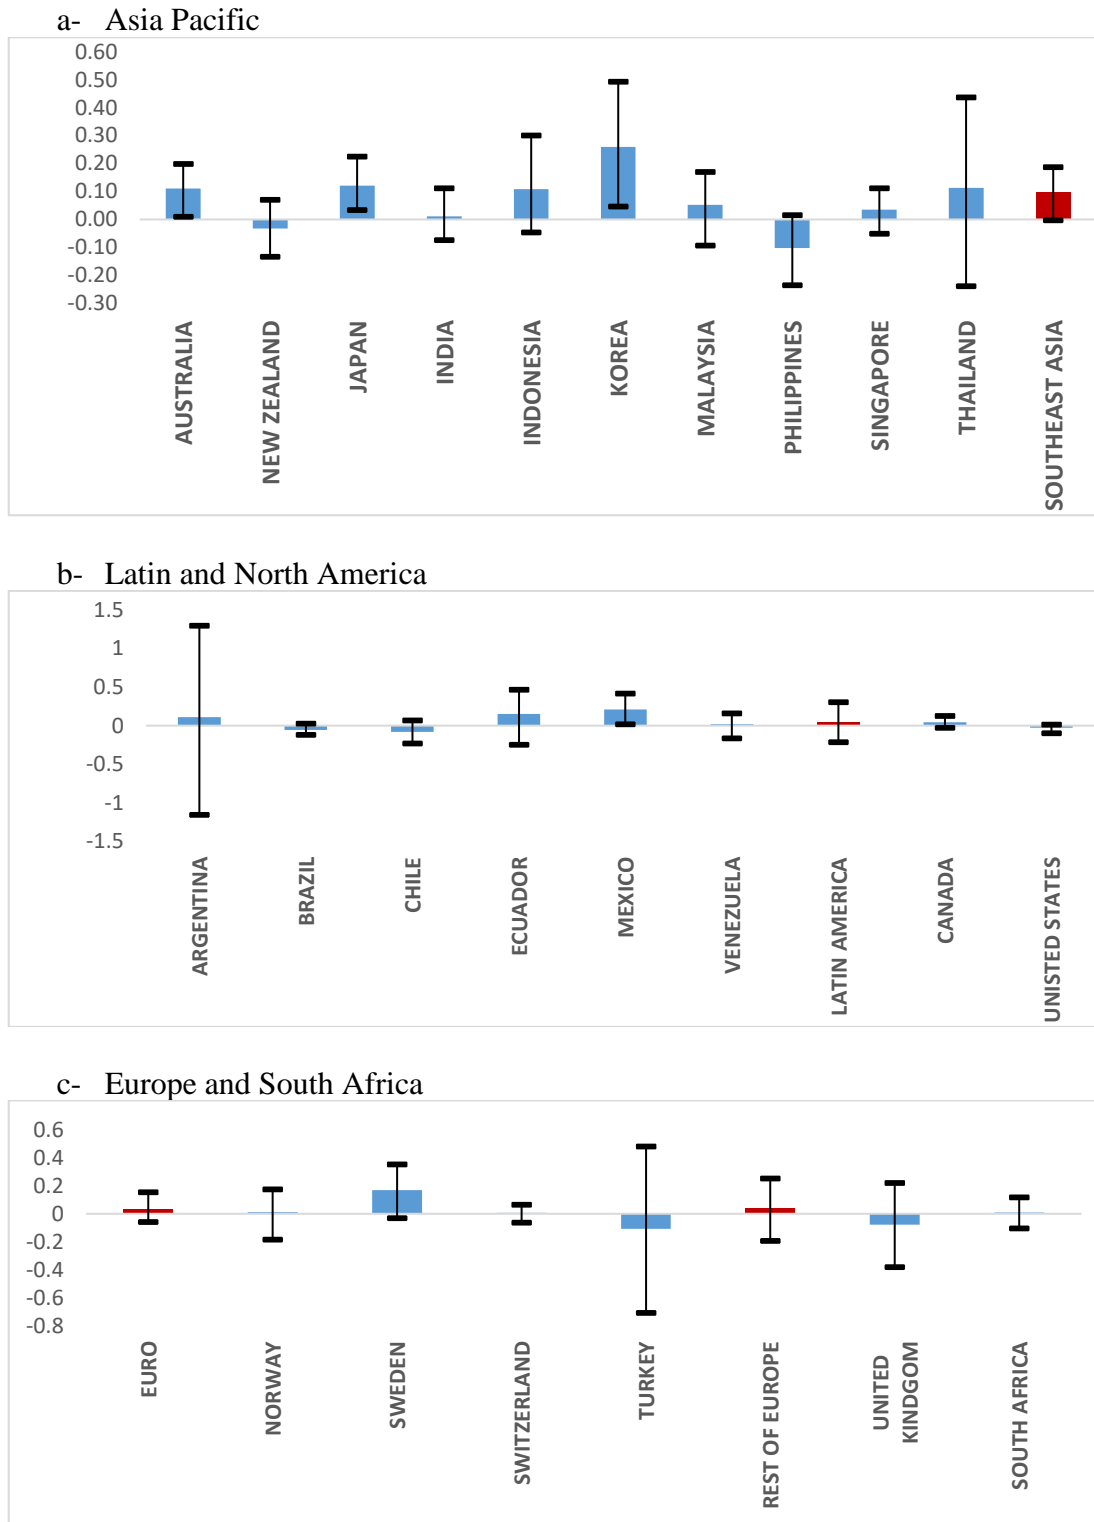 a- Asia Pacific
0.60
0.50
0.40
0.30
0.20
0.10
0.00
-0.10
-0.20
-0.30
AUSTRALIA
NEW ZEALAND
JAPAN
INDIA
INDONESIA
KOREA
MALAYSIA
PHILIPPINES
SINGAPORE
THAILAND
SOUTHEAST ASIA
b- Latin and North America
1.5
1
0.5
0
-0.5
-1
-1.5
ARGENTINA
BRAZIL
CHILE
ECUADOR
MEXICO
VENEZUELA
LATIN AMERICA
CANADA
UNISTED STATES
c- Europe and South Africa
0.6
0.4
0.2
0
-0.2
-0.4
-0.6
-0.8
EURO
NORWAY
SWEDEN
SWITZERLAND
TURKEY
REST OF EUROPE
UNITED
KINDGOM
SOUTH AFRICA